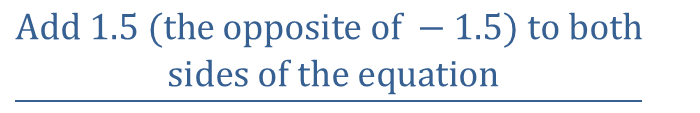 Add 1.5 (the opposite of − 1.5) to both
sides of the equation